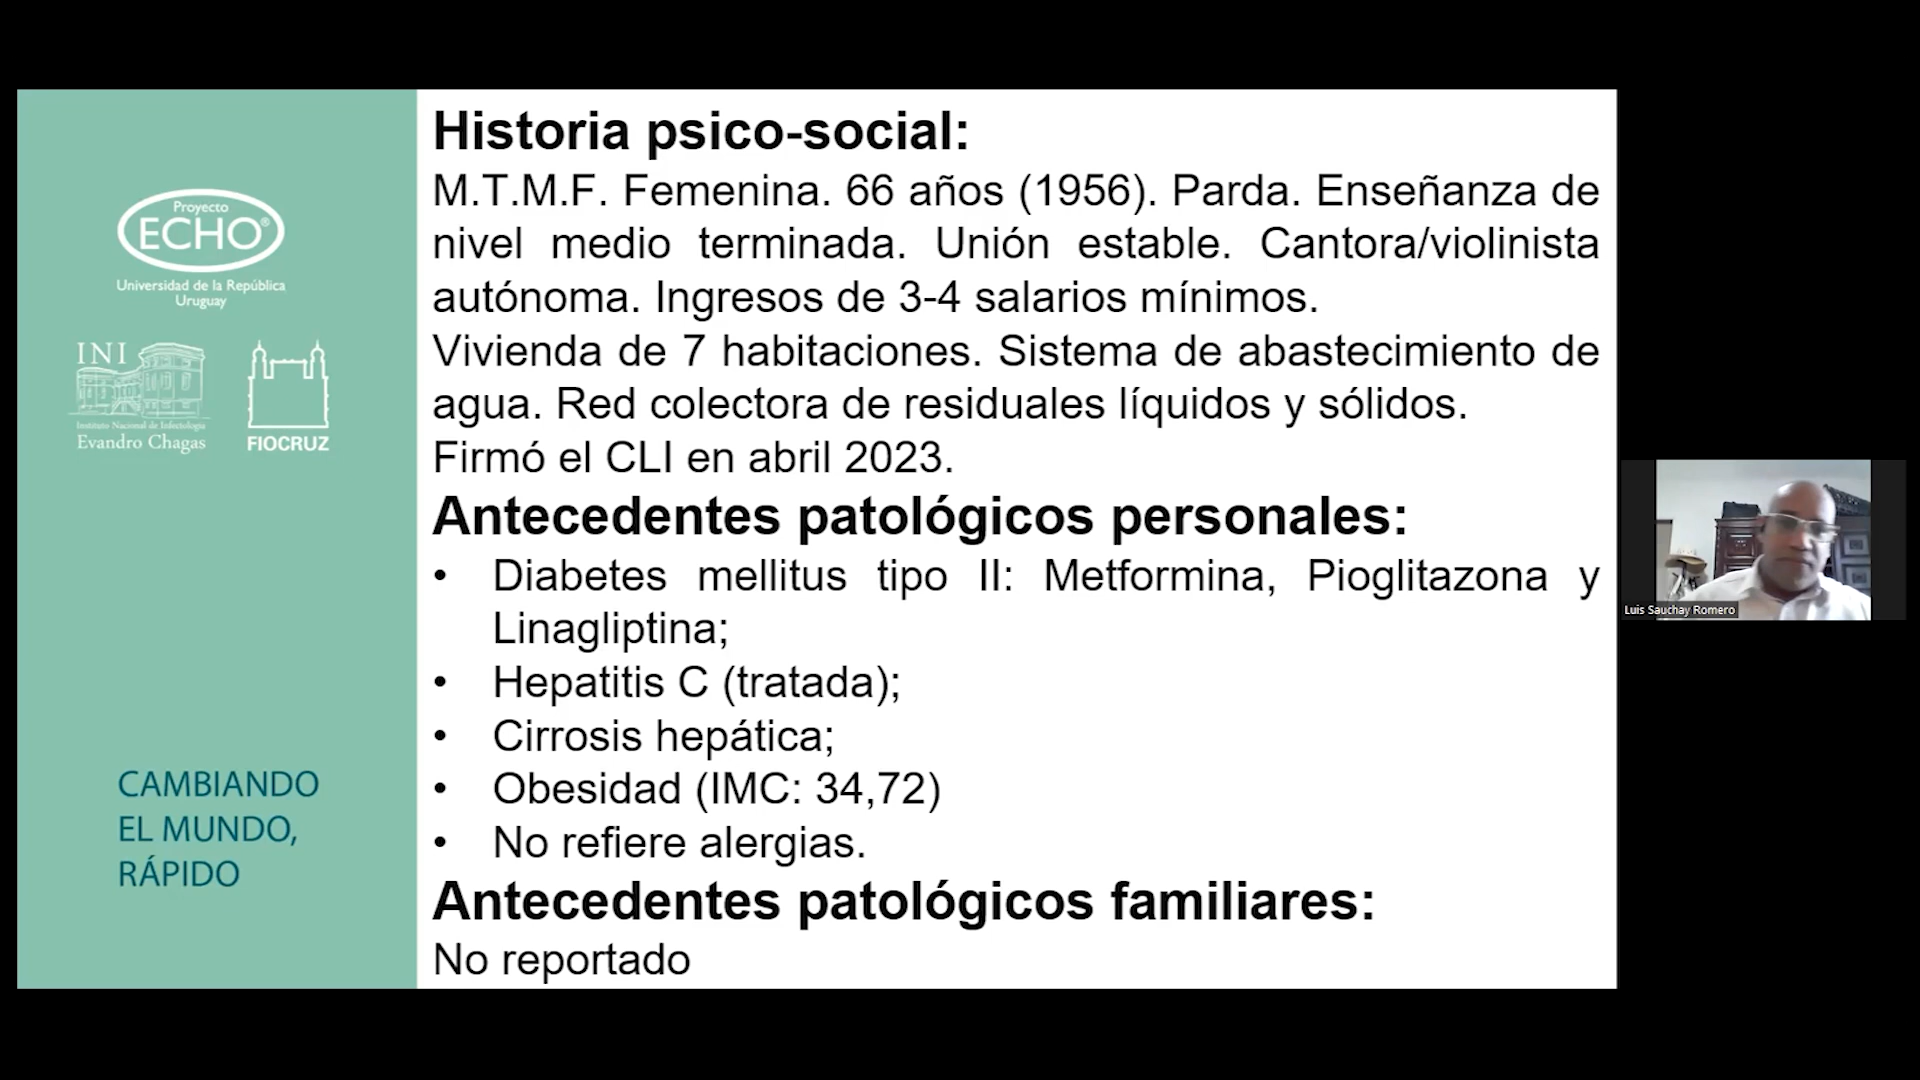 Proyecto
ECHO®
Universidad de la República
Uruguay
INI
Instituto Nacional de Infectología
Evandro Chagas
FIOCRUZ
CAMBIANDO
EL MUNDO,
RÁPIDO
Historia psico-social:
M.T.M.F. Femenina. 66 años (1956). Parda. Enseñanza de
nivel medio terminada. Unión estable. Cantora/violinista
autónoma. Ingresos de 3-4 salarios mínimos.
Vivienda de 7 habitaciones. Sistema de abastecimiento de
agua. Red colectora de residuales líquidos y sólidos.
Firmó el CLI en abril 2023.
Antecedentes patológicos personales:
• Diabetes mellitus tipo II: Metformina, Pioglitazona y
Linagliptina;
• Hepatitis C (tratada);
• Cirrosis hepática;
• Obesidad (IMC: 34,72)
• No refiere alergias.
Antecedentes patológicos familiares:
No reportado
Luis Sauchay Romero